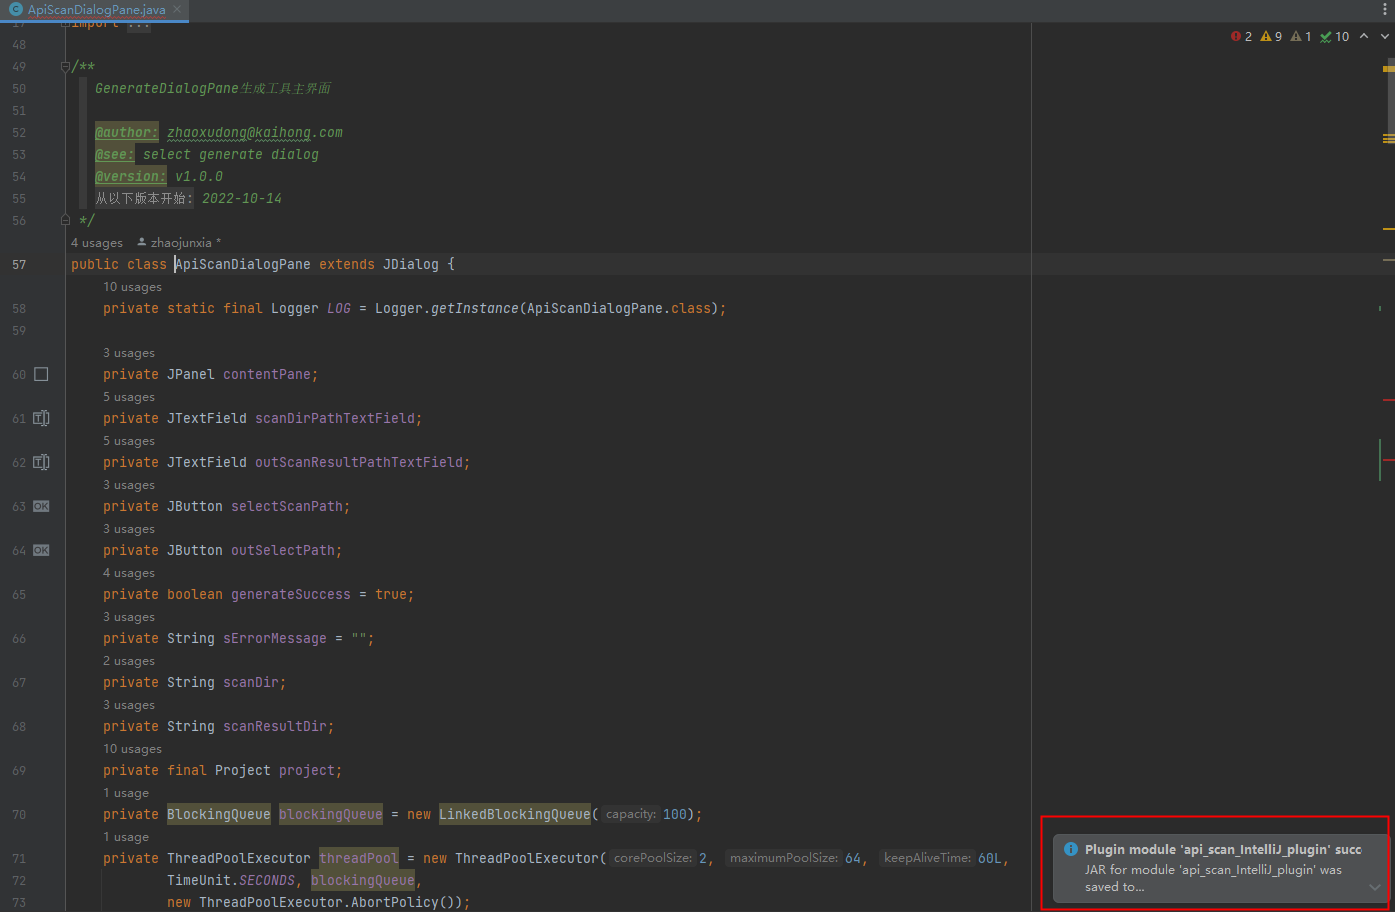 ApiScanDialogPane.java
2 9 1 10
17 import ...
48
49 /**
50 GenerateDialogPane生成工具主界面
51
52 @author: zhaoxudong@kaihong.com
53 @see: select generate dialog
54 @version: v1.0.0
55 从以下版本开始: 2022-10-14
56 */
4 usages zhaojunxia *
57 public class ApiScanDialogPane extends JDialog {
10 usages
58 private static final Logger LOG = Logger.getInstance(ApiScanDialogPane.class);
59
3 usages
60 private JPanel contentPane;
5 usages
61 private JTextField scanDirPathTextField;
5 usages
62 private JTextField outScanResultPathTextField;
3 usages
63 OK private JButton selectScanPath;
3 usages
64 OK private JButton outSelectPath;
4 usages
65 private boolean generateSuccess = true;
3 usages
66 private String sErrorMessage = "";
2 usages
67 private String scanDir;
3 usages
68 private String scanResultDir;
10 usages
69 private final Project project;
1 usage
70 private BlockingQueue blockingQueue = new LinkedBlockingQueue( capacity: 100);
1 usage
71 private ThreadPoolExecutor threadPool = new ThreadPoolExecutor( corePoolSize: 2, maximumPoolSize: 64, keepAliveTime: 60L,
72 TimeUnit.SECONDS, blockingQueue,
73 new ThreadPoolExecutor.AbortPolicy());
Plugin module 'api_scan_IntelliJ_plugin' succ
JAR for module 'api_scan_IntelliJ_plugin' was
saved to...